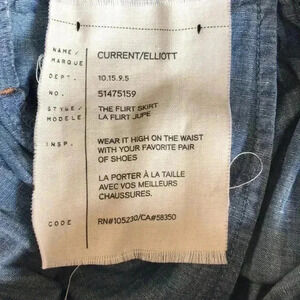 NAME / CURRENT/ELLIOTT
MARQUE
DEPT. 10.15.9.5
NO. 51475159
STYLE / THE FLIRT SKIRT
MODELE LA FLIRT JUPE
INSP. WEAR IT HIGH ON THE WAIST
WITH YOUR FAVORITE PAIR
OF SHOES
LA PORTER À LA TAILLE
AVEC VOS MEILLEURS
CHAUSSURES.
CODE RN#105230/CA#58350